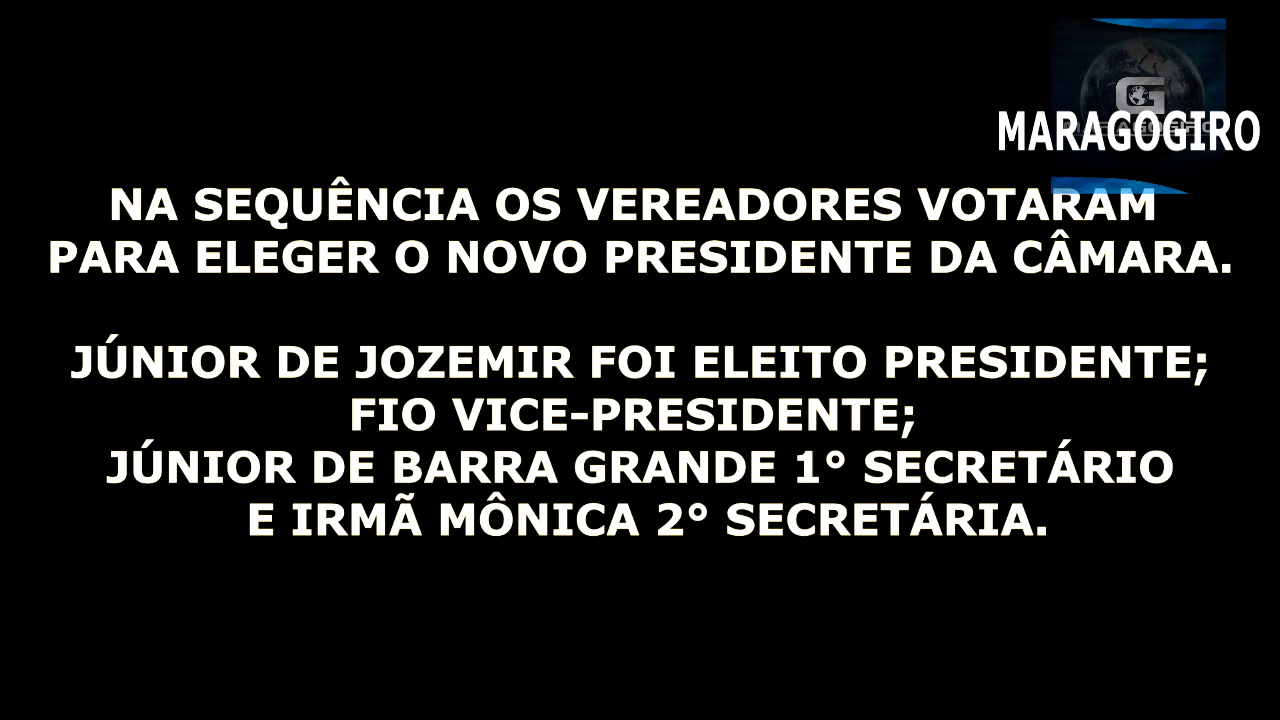 MARAGOGIRO
NA SEQUÊNCIA OS VEREADORES VOTARAM
PARA ELEGER O NOVO PRESIDENTE DA CÂMARA.
JÚNIOR DE JOZEMIR FOI ELEITO PRESIDENTE;
FIO VICE-PRESIDENTE;
JÚNIOR DE BARRA GRANDE 1° SECRETÁRIO
E IRMÃ MÔNICA 2° SECRETÁRIA.